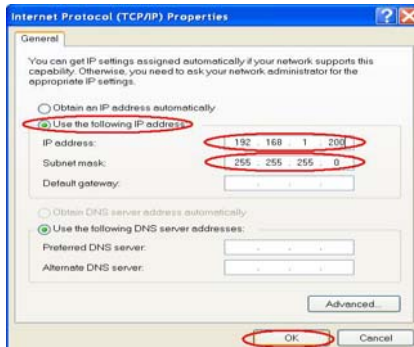 Internet Protocol (TCP/IP) Properties
General
You can get IP settings assigned automatically if your network supports this
capability. Otherwise, you need to ask your network administrator for the
appropriate IP settings.
Obtain an IP address automatically
Use the following IP address:
IP address: 192 . 168 . 1 . 200
Subnet mask: 255 . 255 . 255 . 0
Default gateway: . . .
Obtain DNS server address automatically
Use the following DNS server addresses:
Preferred DNS server: . . .
Alternate DNS server: . . .
Advanced...
OK Cancel